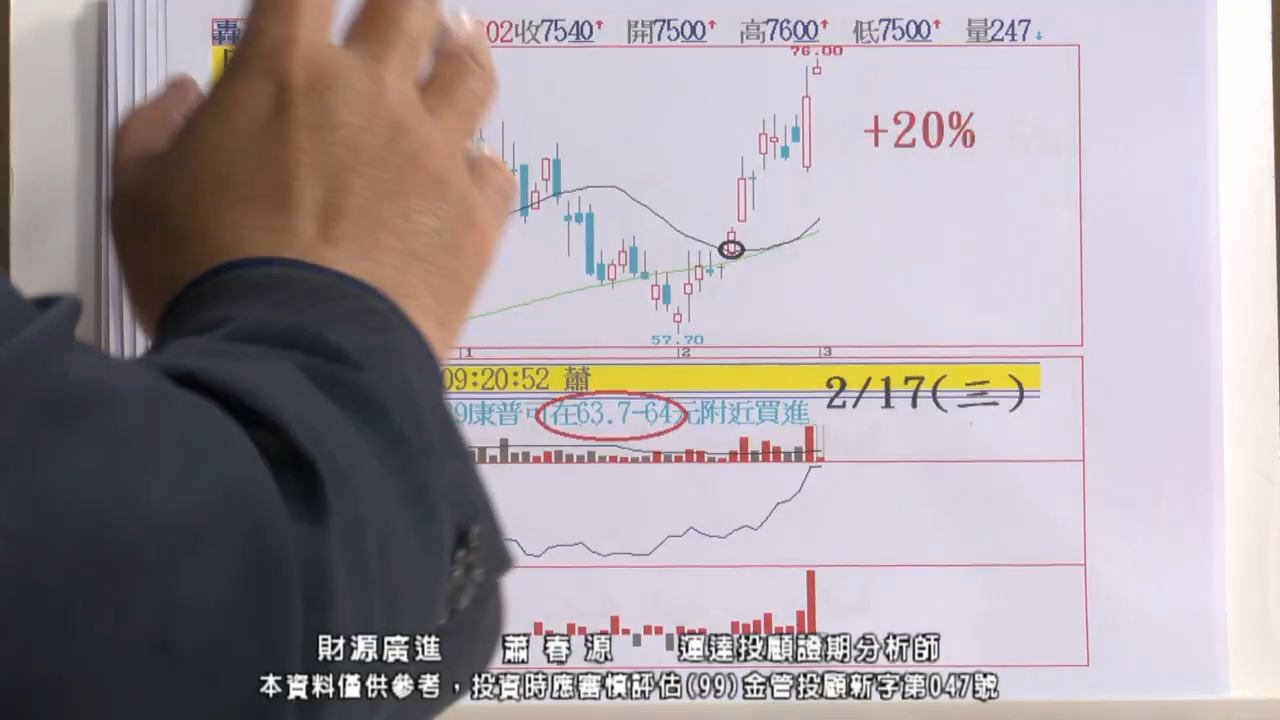 02收7540↑ 開7500↑ 高7600↑ 低7500↑ 量247↓
76.00
+20%
57.70
1 2 3
09:20:52 蕭
2/17(三)
9康普可在63.7-64元附近買進
財源廣進 蕭春源 運達投顧證期分析師
本資料僅供參考，投資時應審慎評估(99)金管投顧新字第047號